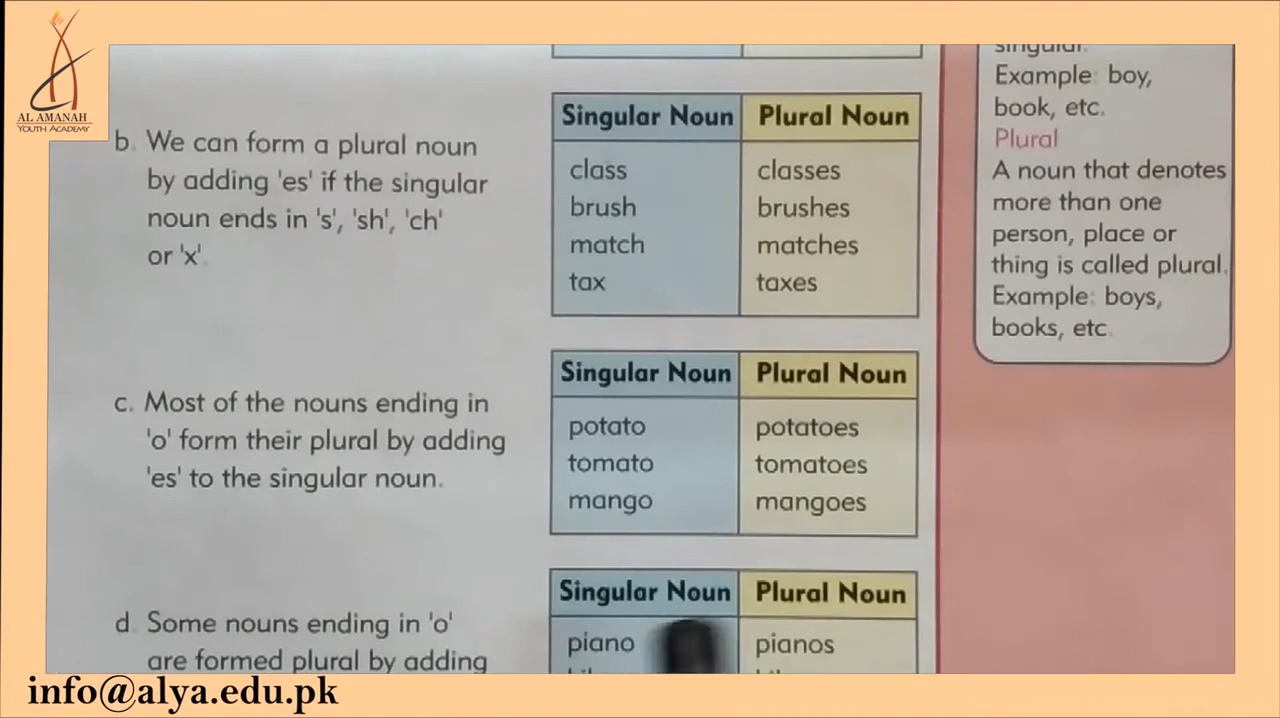 AL AMANAH
YOUTH ACADEMY
b. We can form a plural noun
by adding 'es' if the singular
noun ends in 's', 'sh', 'ch'
or 'x'.
Singular Noun Plural Noun
class classes
brush brushes
match matches
tax taxes
c. Most of the nouns ending in
'o' form their plural by adding
'es' to the singular noun.
Singular Noun Plural Noun
potato potatoes
tomato tomatoes
mango mangoes
d. Some nouns ending in 'o'
are formed plural by adding
Singular Noun Plural Noun
piano pianos
singular.
Example: boy,
book, etc.
Plural
A noun that denotes
more than one
person, place or
thing is called plural.
Example: boys,
books, etc.
info@alya.edu.pk